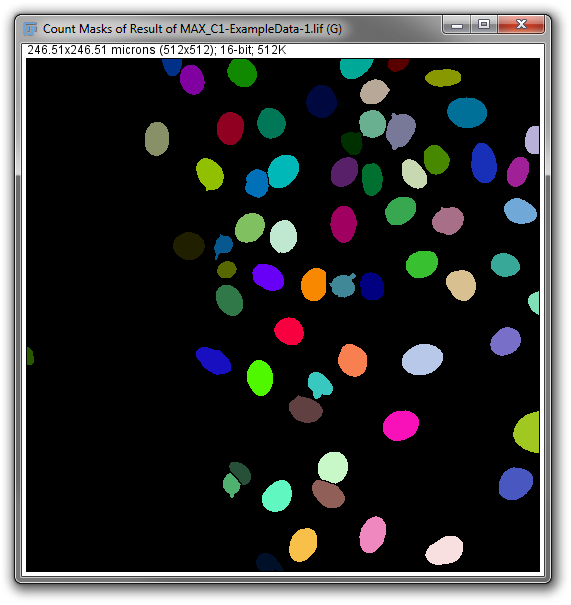 Count Masks of Result of MAX_C1-ExampleData-1.lif (G)
246.51x246.51 microns (512x512); 16-bit; 512K